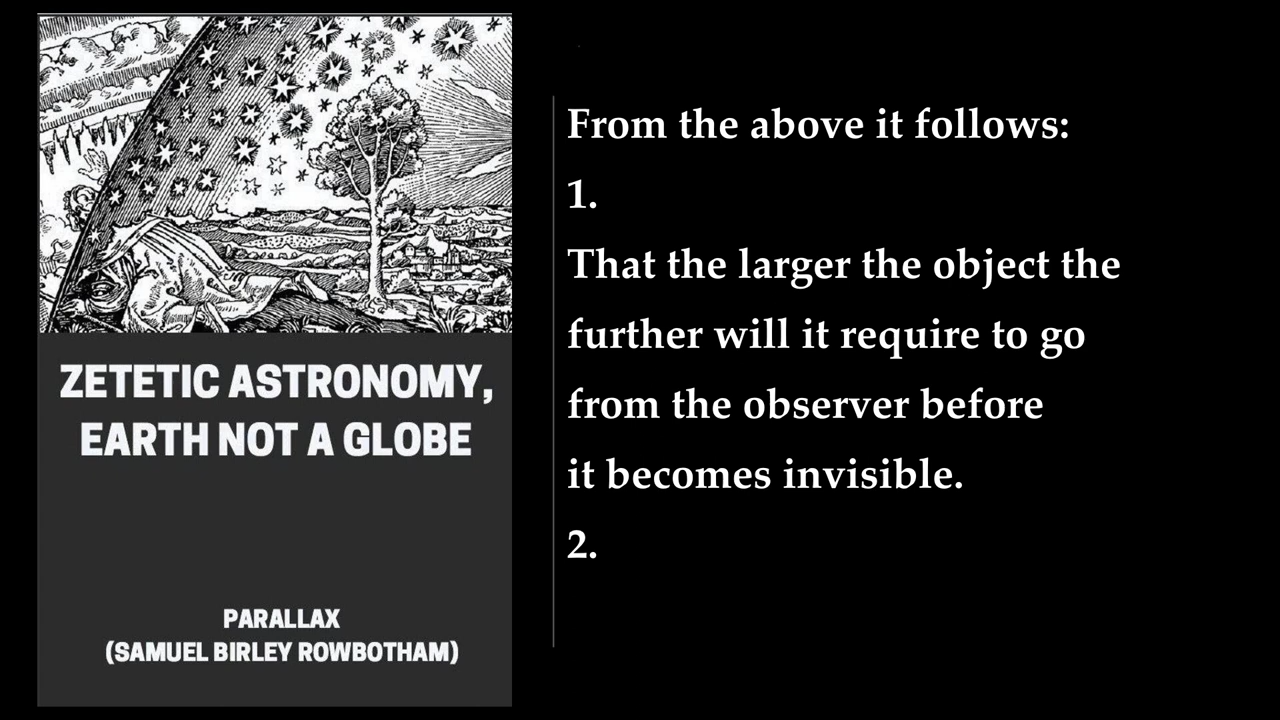 ZETETIC ASTRONOMY,
EARTH NOT A GLOBE
PARALLAX
(SAMUEL BIRLEY ROWBOTHAM)
From the above it follows:
1.
That the larger the object the
further will it require to go
from the observer before
it becomes invisible.
2.